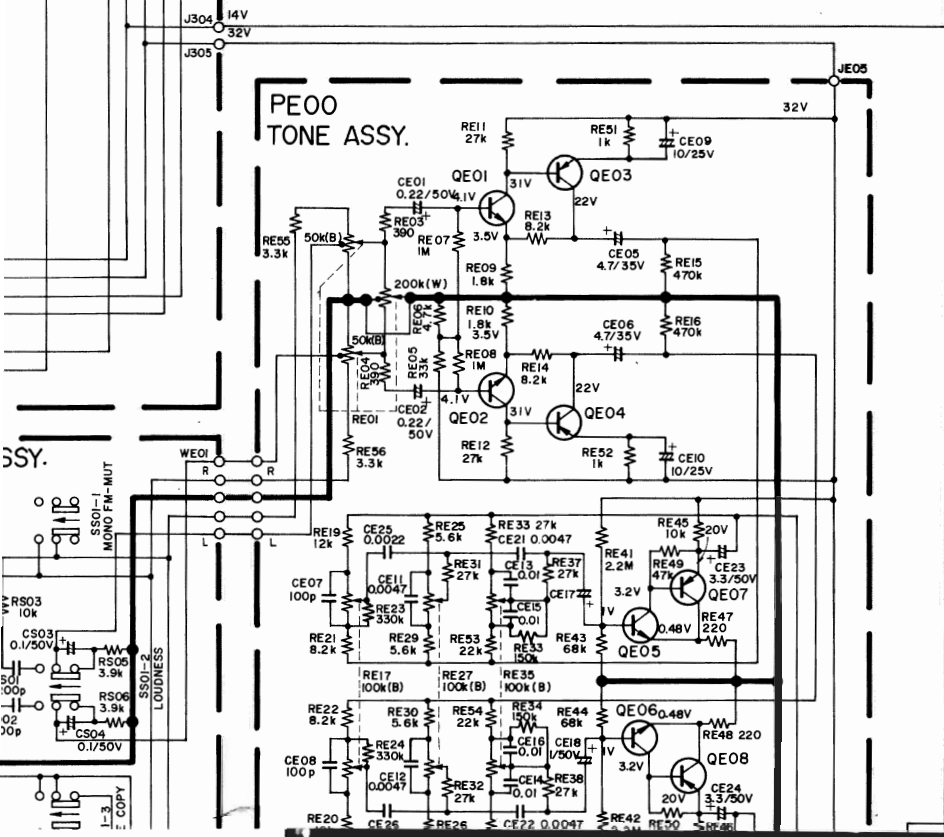 J304
14V
32V
J305
JE05
PE00
TONE ASSY.
32V
RE11
27k
RE51
1k
CE09
10/25V
QE01
31V
QE03
CE01
0.22/50V
4.1V
22V
RE55
3.3k
50k(B)
RE03
390
RE07
1M
3.5V
RE13
8.2k
CE05
4.7/35V
RE15
470k
RE09
1.8k
200k(W)
RE06
4.7k
RE10
1.8k
3.5V
CE06
4.7/35V
RE16
470k
50k(B)
RE04
390
RE05
33k
RE08
1M
RE14
8.2k
4.1V
22V
QE02
31V
QE04
CE02
0.22/
50V
RE01
RE12
27k
RE52
1k
CE10
10/25V
RE56
3.3k
SSY.
WE01
R
R
L
L
SS01-1
MONO FM-MUT
RE19
12k
CE25
0.0022
RE25
5.6k
RE33 27k
CE21 0.0047
RE41
2.2M
RE45
10k
20V
CE23
3.3/50V
RE49
47k
QE07
CE07
100p
CE11
0.0047
RE31
27k
CE13
0.01
RE37
27k
CE17
3.2V
RE23
330k
CE15
0.01
1V
0.48V
RE47
220
QE05
RE21
8.2k
RE29
5.6k
RE53
22k
RE33
150k
RE43
68k
RS03
10k
CS03
0.1/50V
RS05
3.9k
RS06
3.9k
CS04
0.1/50V
SS01-2
LOUDNESS
RE17
100k(B)
RE27
100k(B)
RE35
100k(B)
RE22
8.2k
RE30
5.6k
RE54
22k
RE34
150k
RE44
68k
QE06
0.48V
RE48 220
RE24
330k
CE16
0.01
CE18
1/50V
1V
QE08
CE08
100p
CE12
0.0047
RE32
27k
CE14
0.01
RE38
27k
3.2V
CE24
3.3/50V
20V
RE20
CE26
RE26
CE22 0.0047
RE42
RE50
RE46
1-3
E COPY